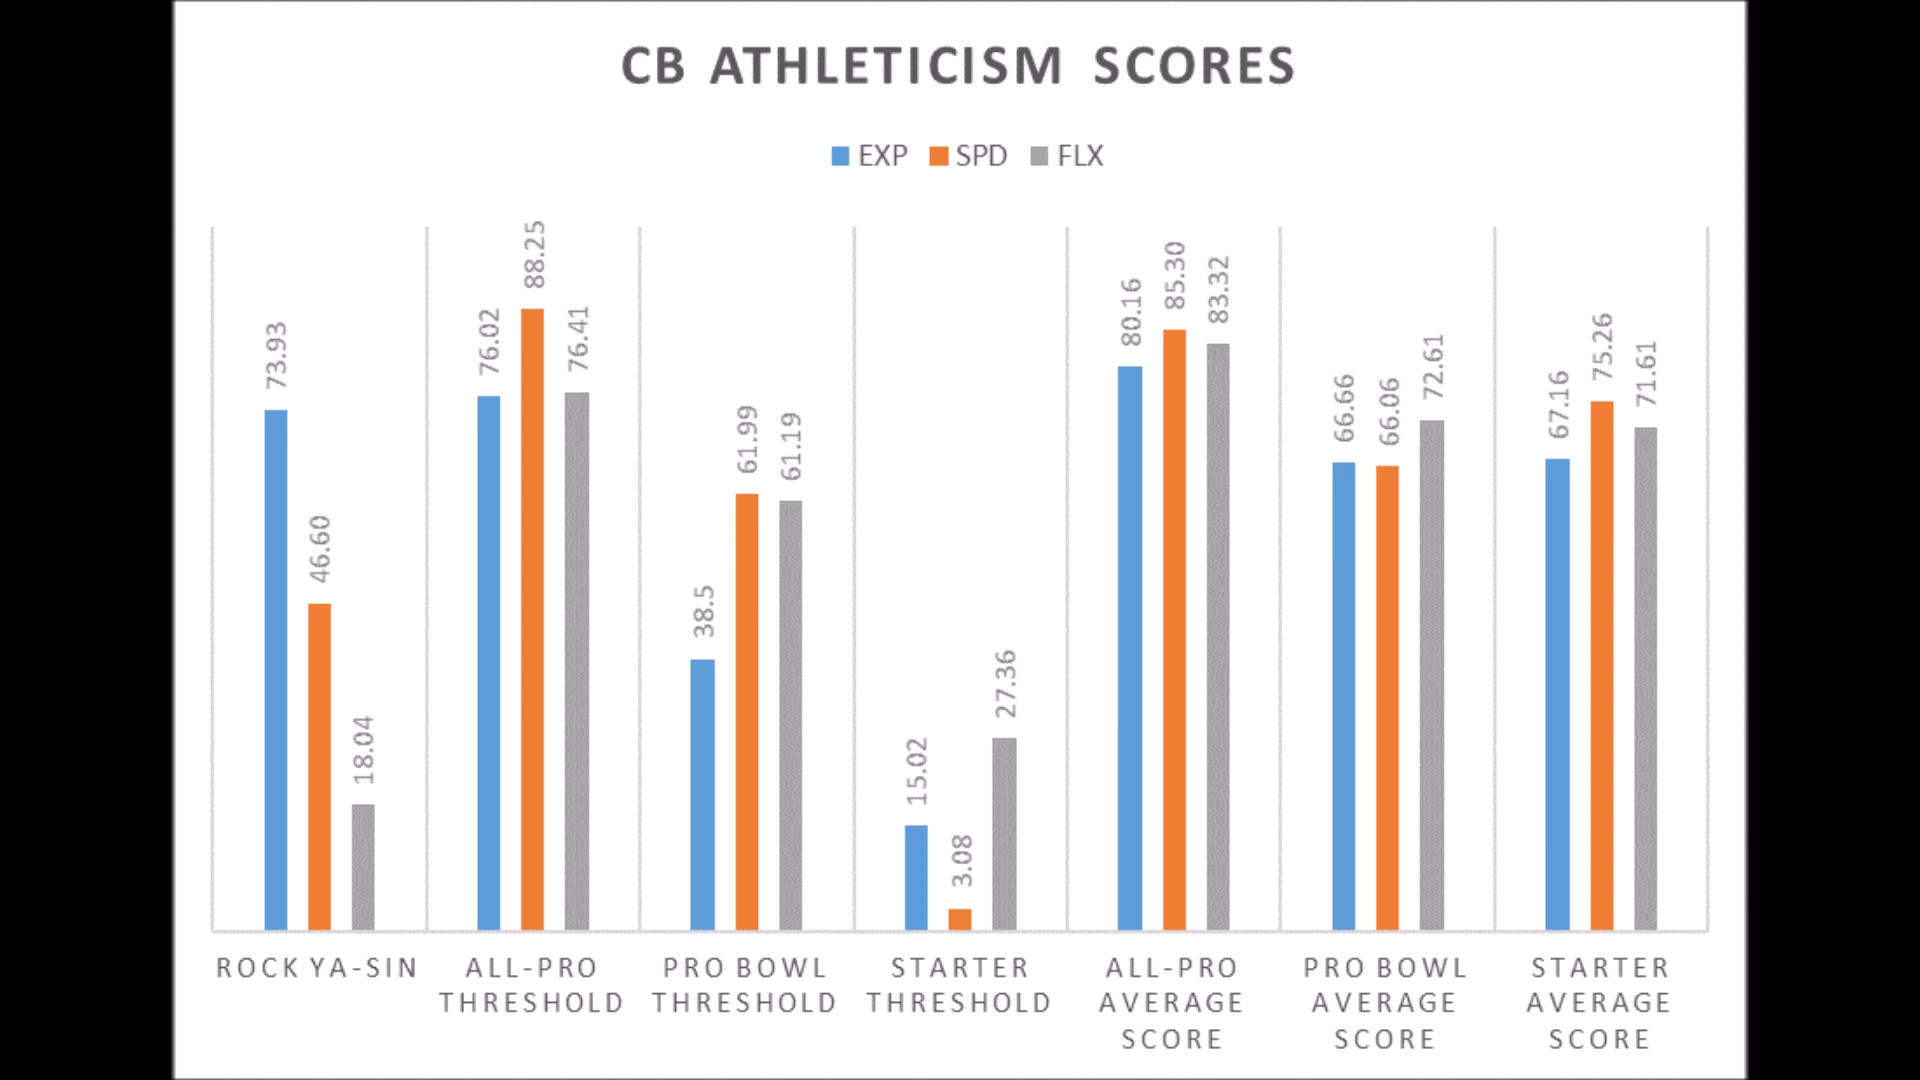 CB ATHLETICISM SCORES
EXP SPD FLX
73.93
46.60
18.04
76.02
88.25
76.41
38.5
61.99
61.19
15.02
3.08
27.36
80.16
85.30
83.32
66.66
66.06
72.61
67.16
75.26
71.61
ROCK YA-SIN
ALL-PRO
THRESHOLD
PRO BOWL
THRESHOLD
STARTER
THRESHOLD
ALL-PRO
AVERAGE
SCORE
PRO BOWL
AVERAGE
SCORE
STARTER
AVERAGE
SCORE